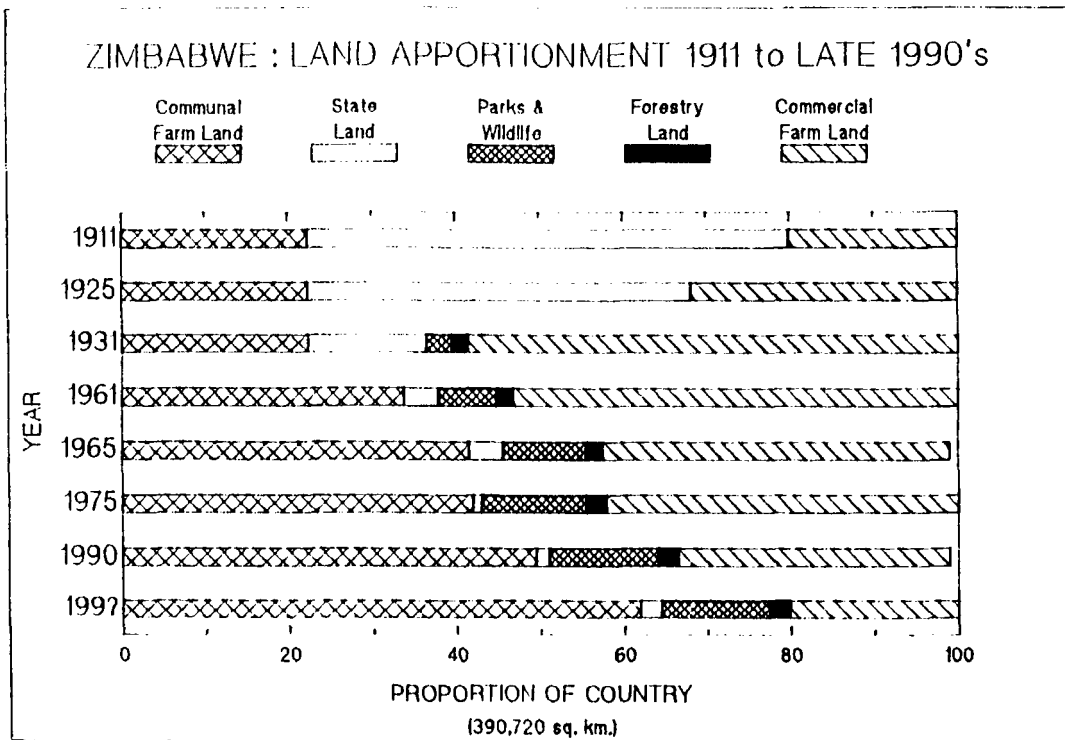 ZIMBABWE : LAND APPORTIONMENT 1911 to LATE 1990's
Communal Farm Land
State Land
Parks & Wildlife
Forestry Land
Commercial Farm Land
YEAR
1911
1925
1931
1961
1965
1975
1990
199?
0 20 40 60 80 100
PROPORTION OF COUNTRY
(390,720 sq. km.)